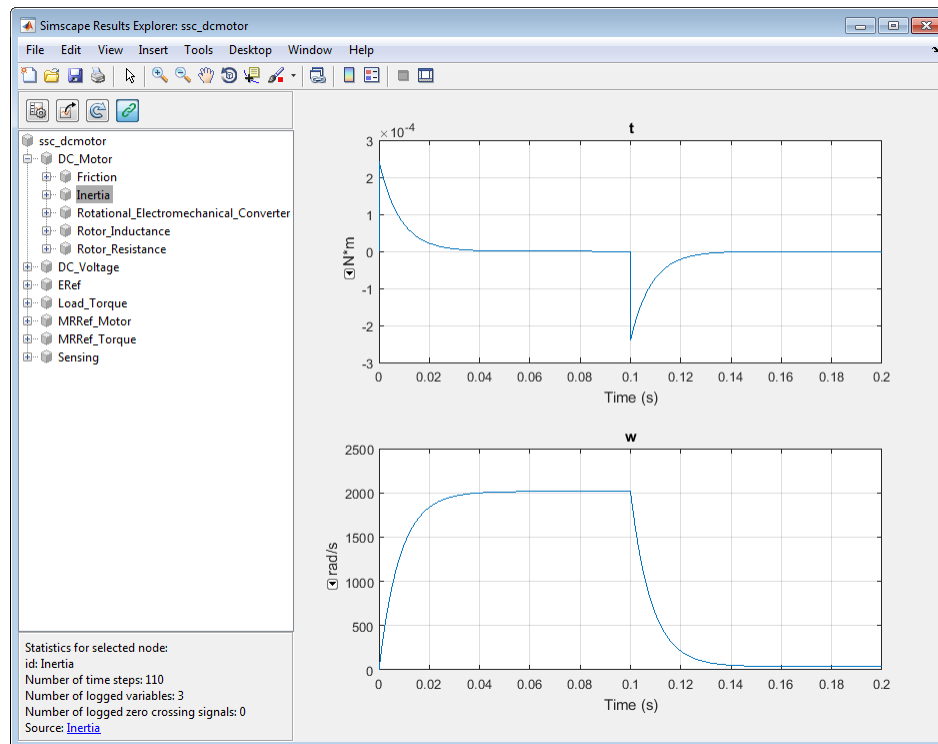 Simscape Results Explorer: ssc_dcmotor
File Edit View Insert Tools Desktop Window Help
ssc_dcmotor
DC_Motor
Friction
Inertia
Rotational_Electromechanical_Converter
Rotor_Inductance
Rotor_Resistance
DC_Voltage
ERef
Load_Torque
MRRef_Motor
MRRef_Torque
Sensing
Statistics for selected node:
id: Inertia
Number of time steps: 110
Number of logged variables: 3
Number of logged zero crossing signals: 0
Source: Inertia
t
×10^-4
3
2
1
0
-1
-2
-3
N*m
0 0.02 0.04 0.06 0.08 0.1 0.12 0.14 0.16 0.18 0.2
Time (s)
w
2500
2000
1500
1000
500
0
rad/s
0 0.02 0.04 0.06 0.08 0.1 0.12 0.14 0.16 0.18 0.2
Time (s)